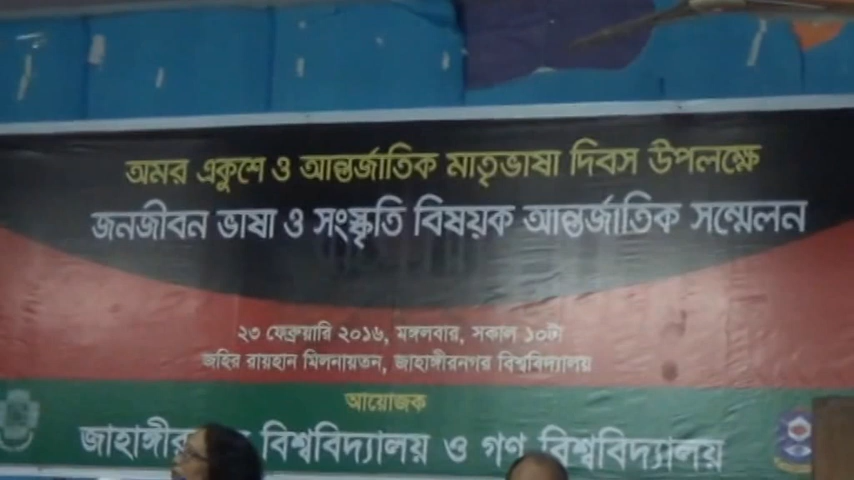 অমর একুশে ও আন্তর্জাতিক মাতৃভাষা দিবস উপলক্ষে
জনজীবন ভাষা ও সংস্কৃতি বিষয়ক আন্তর্জাতিক সম্মেলন
২৩ ফেব্রুয়ারি ২০১৬, মঙ্গলবার, সকাল ১০টা
জহির রায়হান মিলনায়তন, জাহাঙ্গীরনগর বিশ্ববিদ্যালয়
আয়োজক
বিশ্ববিদ্যালয় ও গণ বিশ্ববিদ্যালয়